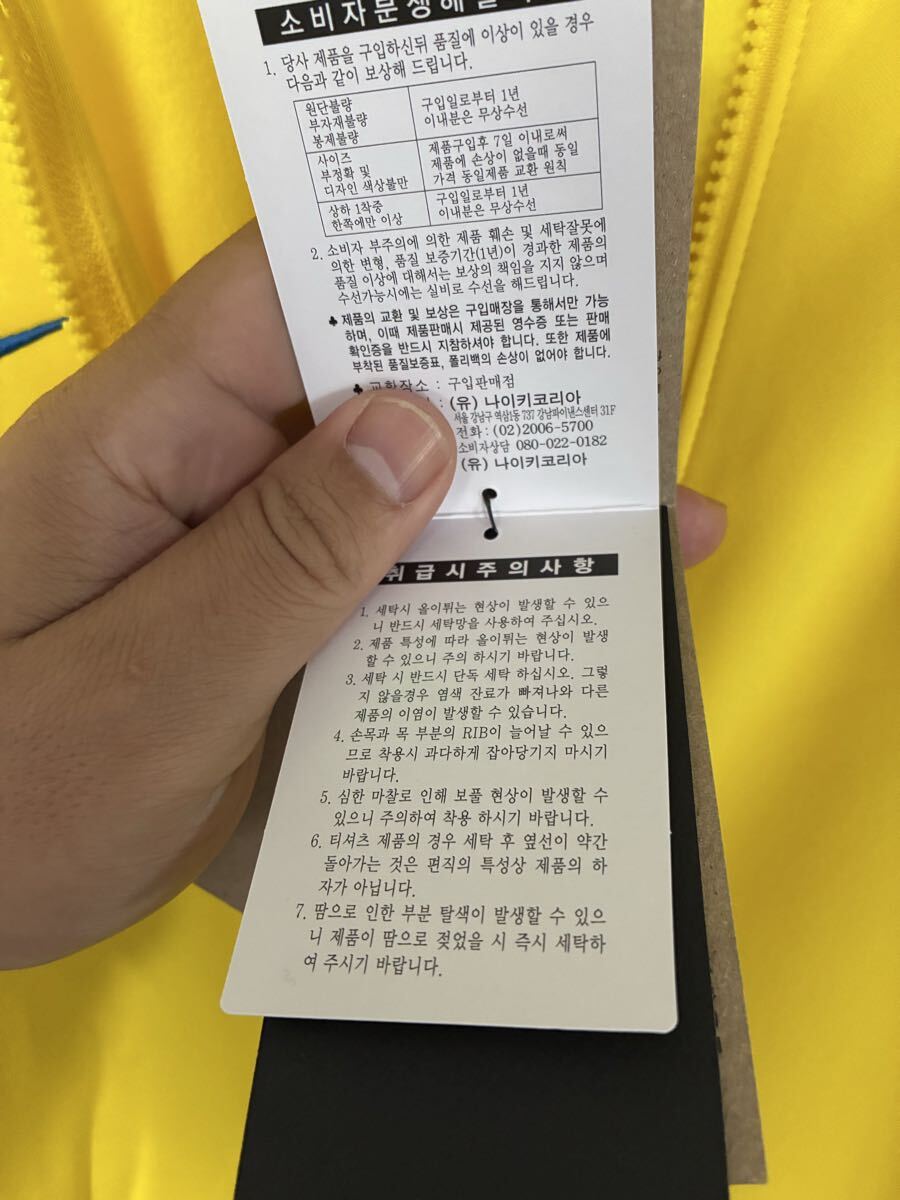 소비자분쟁해
1. 당사 제품을 구입하신뒤 품질에 이상이 있을 경우
다음과 같이 보상해 드립니다.
원단불량
부자재불량
봉제불량
구입일로부터 1년
이내분은 무상수선
사이즈
부정확 및
디자인 색상불만
제품구입후 7일 이내로써
제품에 손상이 없을때 동일
가격 동일제품 교환 원칙
상하 1착중
한쪽에만 이상
구입일로부터 1년
이내분은 무상수선
2. 소비자 부주의에 의한 제품 훼손 및 세탁잘못에
의한 변형, 품질 보증기간(1년)이 경과한 제품의
품질 이상에 대해서는 보상의 책임을 지지 않으며
수선가능시에는 실비로 수선을 해드립니다.
♣ 제품의 교환 및 보상은 구입매장을 통해서만 가능
하며, 이때 제품판매시 제공된 영수증 또는 판매
확인증을 반드시 지참하셔야 합니다. 또한 제품에
부착된 품질보증표, 폴리백의 손상이 없어야 합니다.
♣ 교환장소 : 구입판매점
: (유) 나이키코리아
서울 강남구 역삼1동 737 강남파이낸스센터 31F
전화 : (02)2006-5700
소비자상담 080-022-0182
(유) 나이키코리아
취급시주의사항
1. 세탁시 올이튀는 현상이 발생할 수 있으
니 반드시 세탁망을 사용하여 주십시오.
2. 제품 특성에 따라 올이튀는 현상이 발생
할 수 있으니 주의 하시기 바랍니다.
3. 세탁 시 반드시 단독 세탁 하십시오. 그렇
지 않을경우 염색 잔료가 빠져나와 다른
제품의 이염이 발생할 수 있습니다.
4. 손목과 목 부분의 RIB이 늘어날 수 있으
므로 착용시 과다하게 잡아당기지 마시기
바랍니다.
5. 심한 마찰로 인해 보풀 현상이 발생할 수
있으니 주의하여 착용 하시기 바랍니다.
6. 티셔츠 제품의 경우 세탁 후 옆선이 약간
돌아가는 것은 편직의 특성상 제품의 하
자가 아닙니다.
7. 땀으로 인한 부분 탈색이 발생할 수 있으
니 제품이 땀으로 젖었을 시 즉시 세탁하
여 주시기 바랍니다.